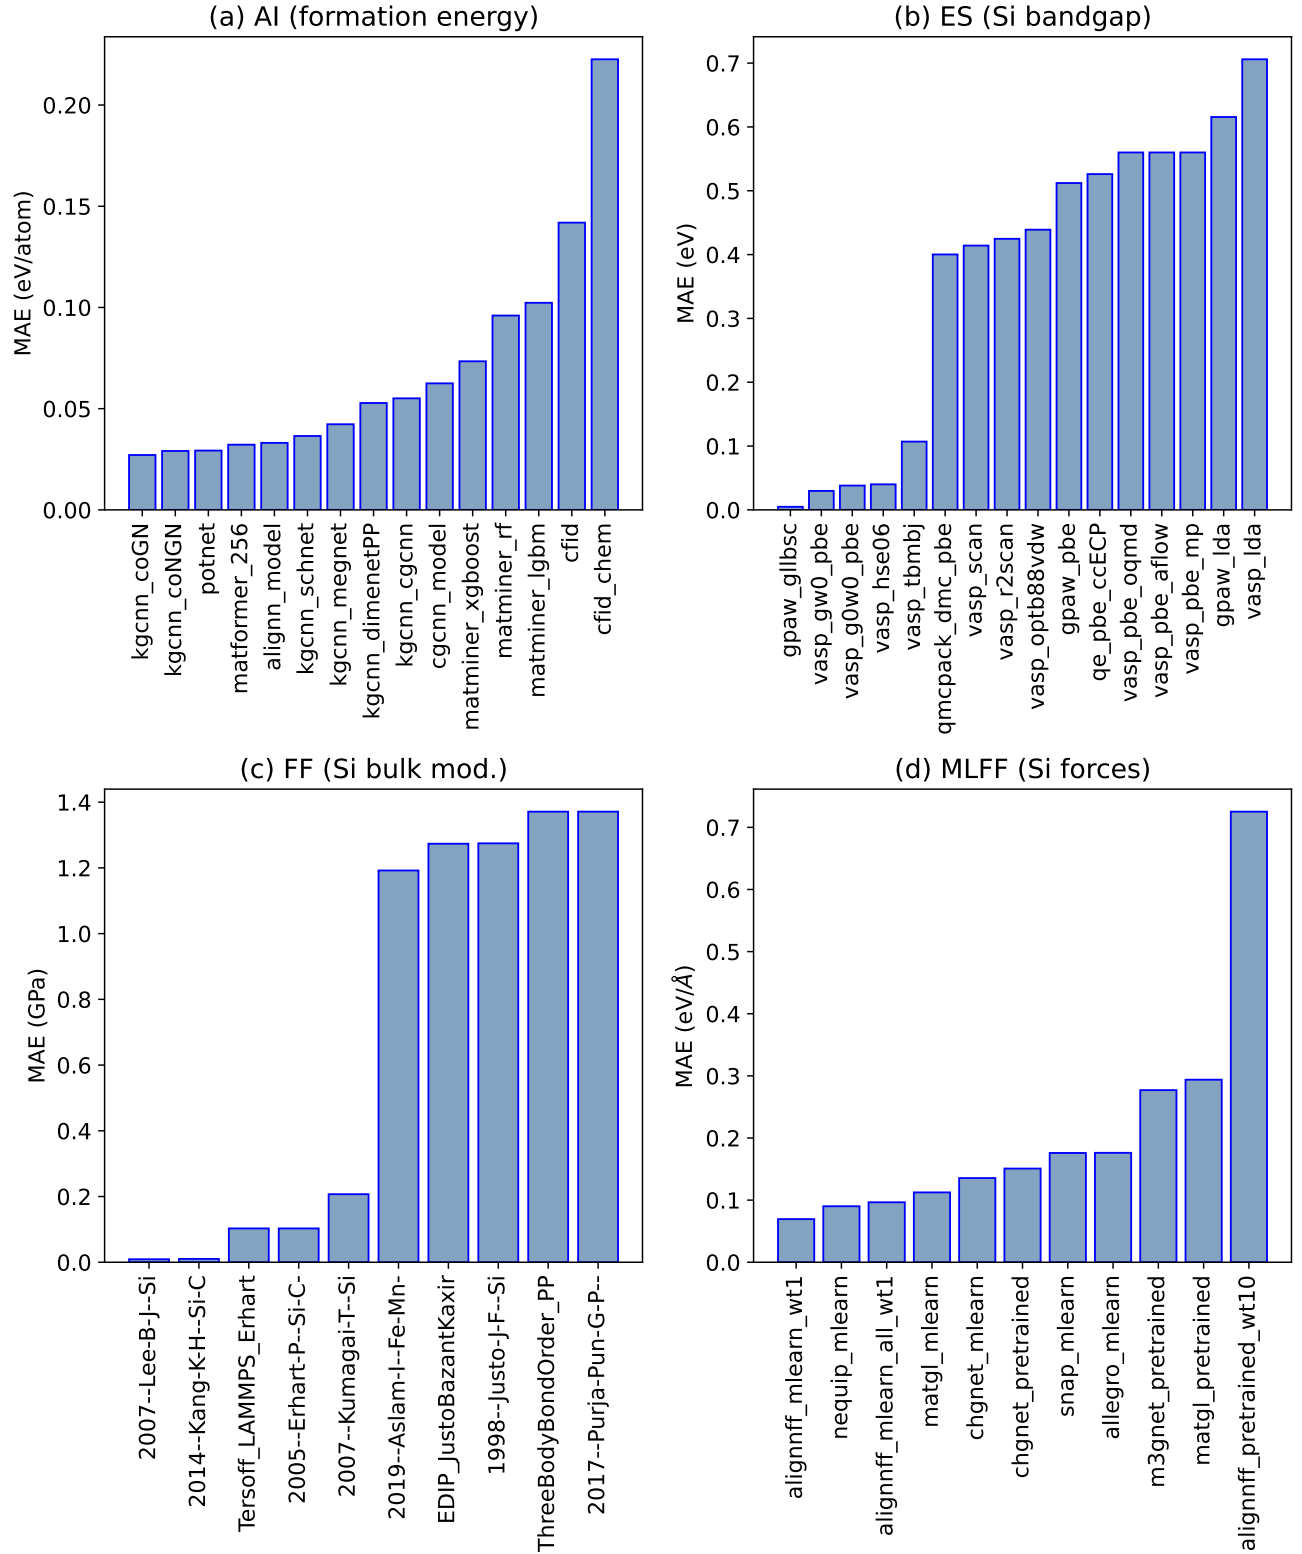 (a) AI (formation energy)
MAE (eV/atom)
0.20
0.15
0.10
0.05
0.00
kgcnn_coGN
kgcnn_coNGN
potnet
matformer_256
alignn_model
kgcnn_schnet
kgcnn_megnet
kgcnn_dimenetPP
kgcnn_cgcnn
cgcnn_model
matminer_xgboost
matminer_rf
matminer_lgbm
cfid
cfid_chem
(b) ES (Si bandgap)
MAE (eV)
0.7
0.6
0.5
0.4
0.3
0.2
0.1
0.0
gpaw_gllbsc
vasp_gw0_pbe
vasp_g0w0_pbe
vasp_hse06
vasp_tbmbj
qmcpack_dmc_pbe
vasp_scan
vasp_r2scan
vasp_optb88vdw
gpaw_pbe
qe_pbe_ccECP
vasp_pbe_oqmd
vasp_pbe_aflow
vasp_pbe_mp
gpaw_lda
vasp_lda
(c) FF (Si bulk mod.)
MAE (GPa)
1.4
1.2
1.0
0.8
0.6
0.4
0.2
0.0
2007--Lee-B-J--Si
2014--Kang-K-H--Si-C
Tersoff_LAMMPS_Erhart
2005--Erhart-P--Si-C-
2007--Kumagai-T--Si
2019--Aslam-I--Fe-Mn-
EDIP_JustoBazantKaxir
1998--Justo-J-F--Si
ThreeBodyBondOrder_PP
2017--Purja-Pun-G-P--
(d) MLFF (Si forces)
MAE (eV/Å)
0.7
0.6
0.5
0.4
0.3
0.2
0.1
0.0
alignnff_mlearn_wt1
nequip_mlearn
alignnff_mlearn_all_wt1
matgl_mlearn
chgnet_mlearn
chgnet_pretrained
snap_mlearn
allegro_mlearn
m3gnet_pretrained
matgl_pretrained
alignnff_pretrained_wt10